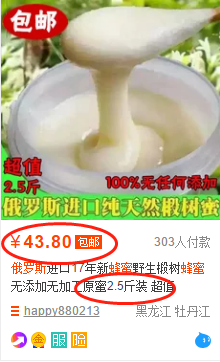 包邮
超值
2.5斤
100%无任何添加
俄罗斯进口纯天然椴树蜜
￥43.80 包邮 303人付款
俄罗斯进口17年新蜂蜜野生椴树蜂蜜
无添加无加工原蜜2.5斤装 超值
happy880213 黑龙江 牡丹江
金 服 险